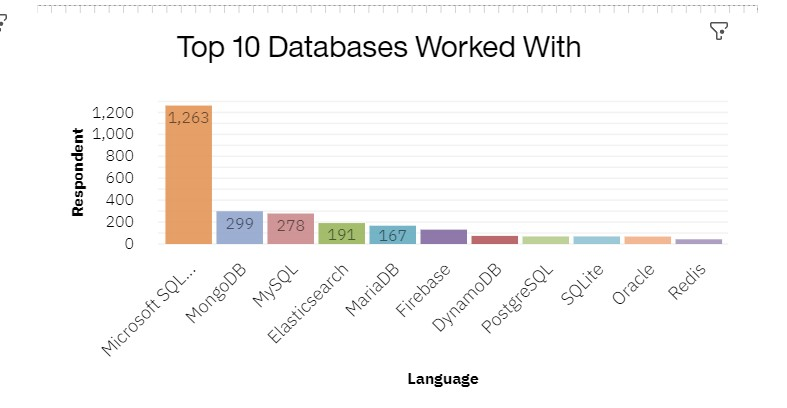 Top 10 Databases Worked With
Respondent
1,200
1,000
800
600
400
200
0
1,263
299
278
191
167
Microsoft SQL...
MongoDB
MySQL
Elasticsearch
MariaDB
Firebase
DynamoDB
PostgreSQL
SQLite
Oracle
Redis
Language